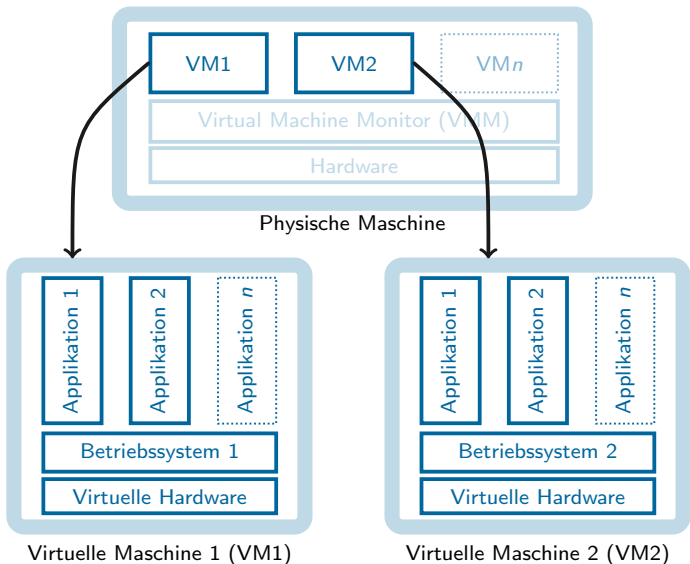 VM1 VM2 VMn
Virtual Machine Monitor (VMM)
Hardware
Physische Maschine
Applikation 1 Applikation 2 Applikation n
Betriebssystem 1
Virtuelle Hardware
Virtuelle Maschine 1 (VM1)
Applikation 1 Applikation 2 Applikation n
Betriebssystem 2
Virtuelle Hardware
Virtuelle Maschine 2 (VM2)